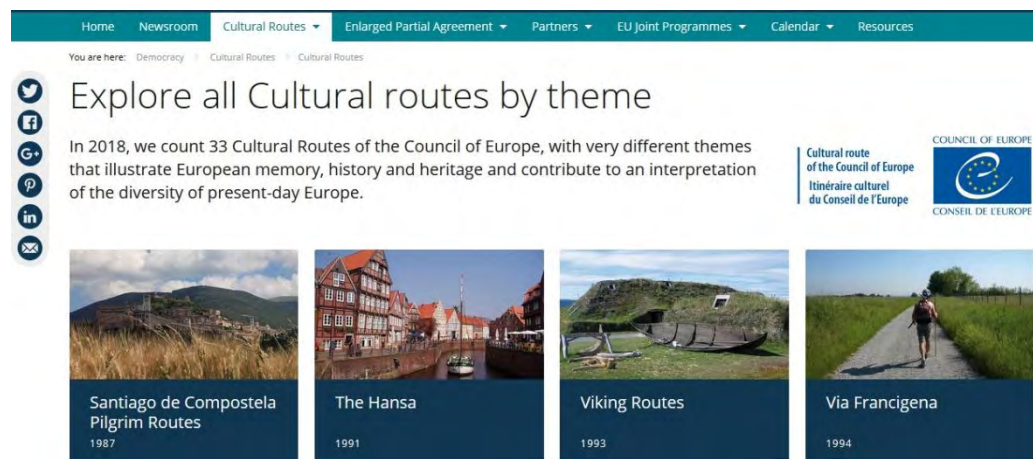 Home Newsroom Cultural Routes Enlarged Partial Agreement Partners EU Joint Programmes Calendar Resources
You are here: Democracy Cultural Routes Cultural Routes
Explore all Cultural routes by theme
In 2018, we count 33 Cultural Routes of the Council of Europe, with very different themes
that illustrate European memory, history and heritage and contribute to an interpretation
of the diversity of present-day Europe.
Cultural route
of the Council of Europe
Itinéraire culturel
du Conseil de l'Europe
COUNCIL OF EUROPE
CONSEIL DE L'EUROPE
Santiago de Compostela
Pilgrim Routes
1987
The Hansa
1991
Viking Routes
1993
Via Francigena
1994